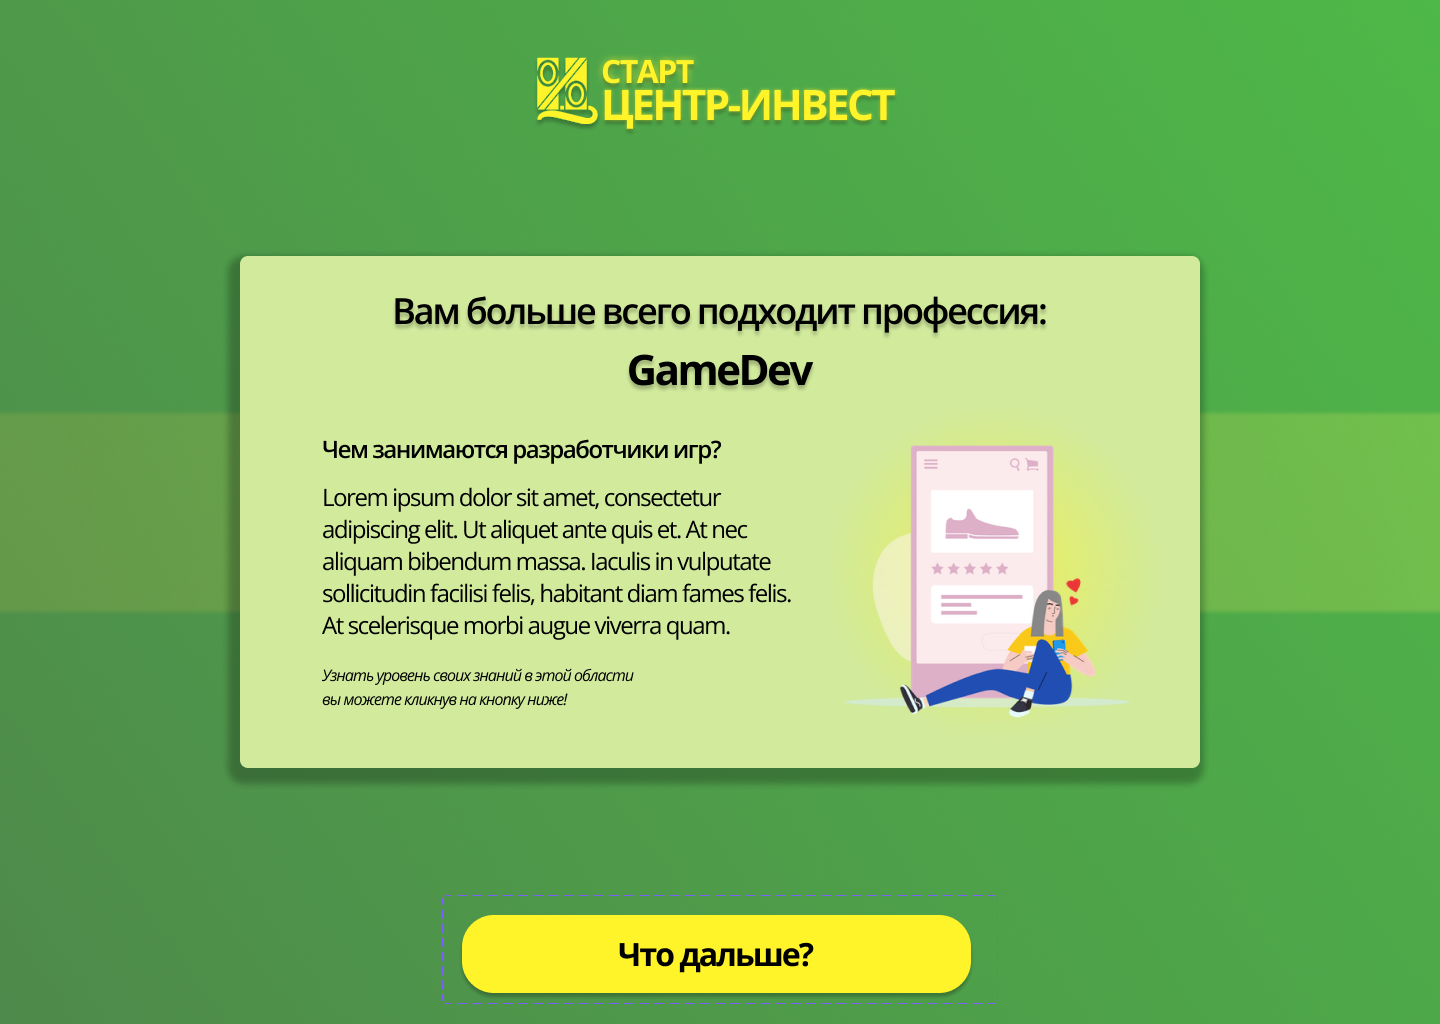 СТАРТ
ЦЕНТР-ИНВЕСТ
Вам больше всего подходит профессия:
GameDev
Чем занимаются разработчики игр?
Lorem ipsum dolor sit amet, consectetur
adipiscing elit. Ut aliquet ante quis et. At nec
aliquam bibendum massa. Iaculis in vulputate
sollicitudin facilisi felis, habitant diam fames felis.
At scelerisque morbi augue viverra quam.
Узнать уровень своих знаний в этой области
вы можете кликнув на кнопку ниже!
Что дальше?